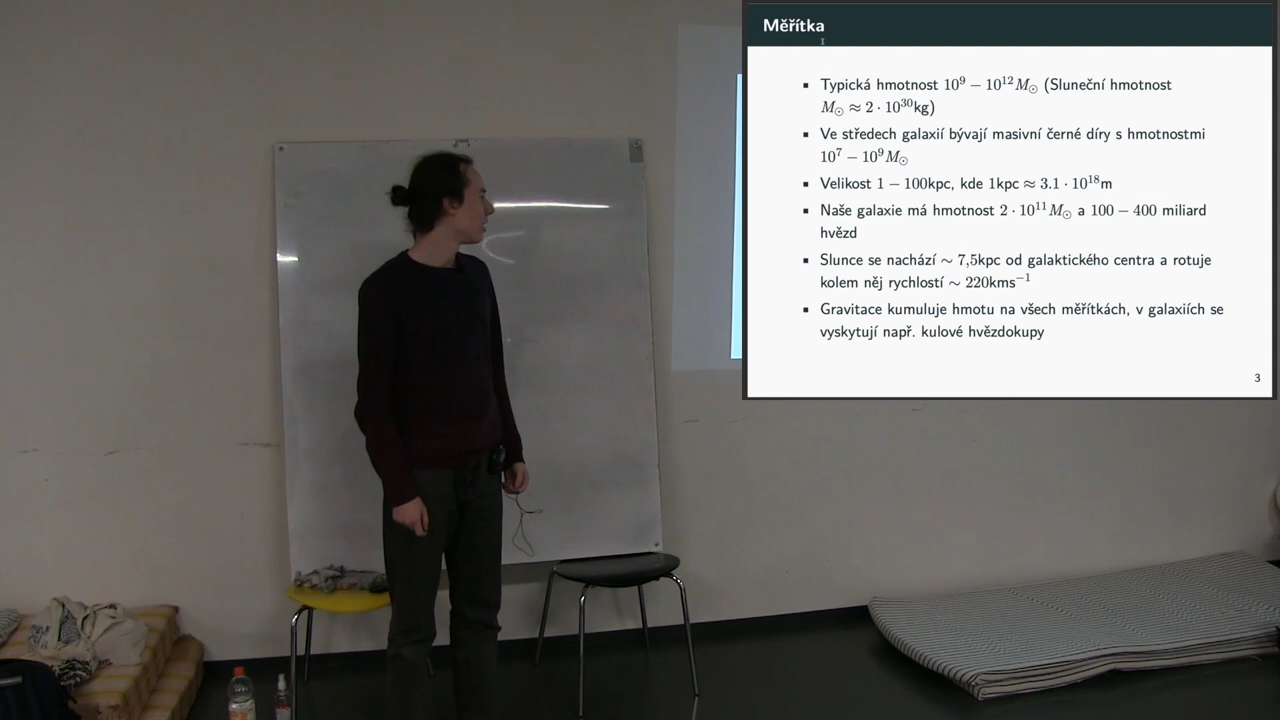 Měřítka
▪ Typická hmotnost 10⁹ − 10¹² M⊙ (Sluneční hmotnost
M⊙ ≈ 2 · 10³⁰kg)
▪ Ve středech galaxií bývají masivní černé díry s hmotnostmi
10⁷ − 10⁹ M⊙
▪ Velikost 1 − 100kpc, kde 1kpc ≈ 3.1 · 10¹⁸m
▪ Naše galaxie má hmotnost 2 · 10¹¹ M⊙ a 100 − 400 miliard
hvězd
▪ Slunce se nachází ∼ 7,5kpc od galaktického centra a rotuje
kolem něj rychlostí ∼ 220kms⁻¹
▪ Gravitace kumuluje hmotu na všech měřítkách, v galaxiích se
vyskytují např. kulové hvězdokupy
3